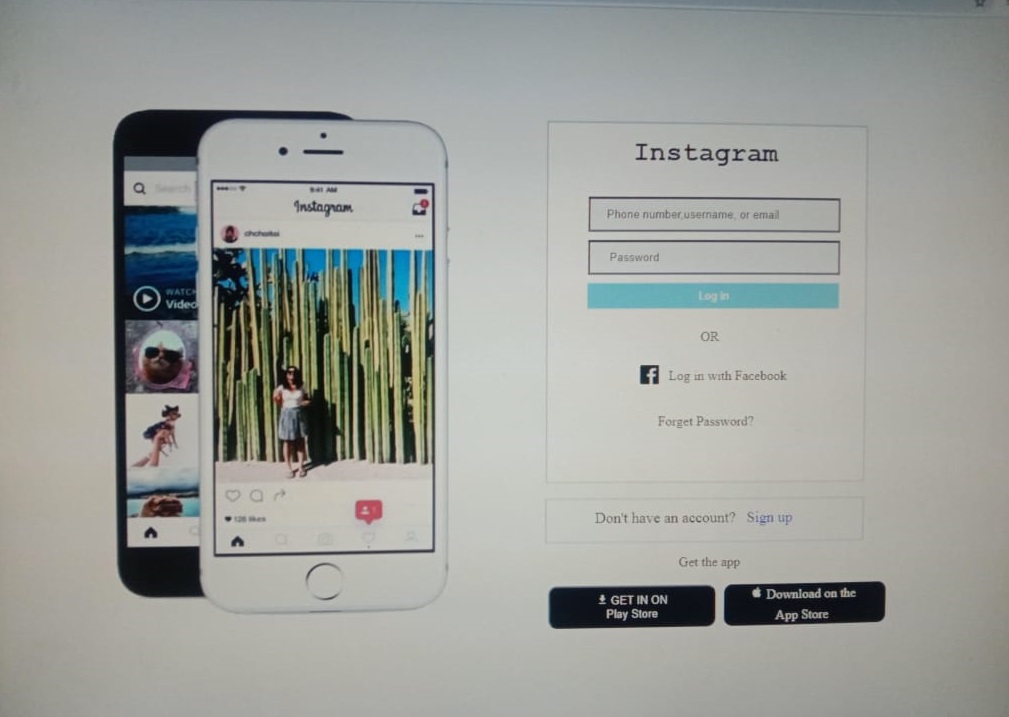 Search
WATCH
Video
9:41 AM
Instagram
1
chchoitoi
128 likes
1
Instagram
Phone number,username, or email
Password
Log in
OR
Log in with Facebook
Forget Password?
Don't have an account? Sign up
Get the app
GET IN ON
Play Store
Download on the
App Store